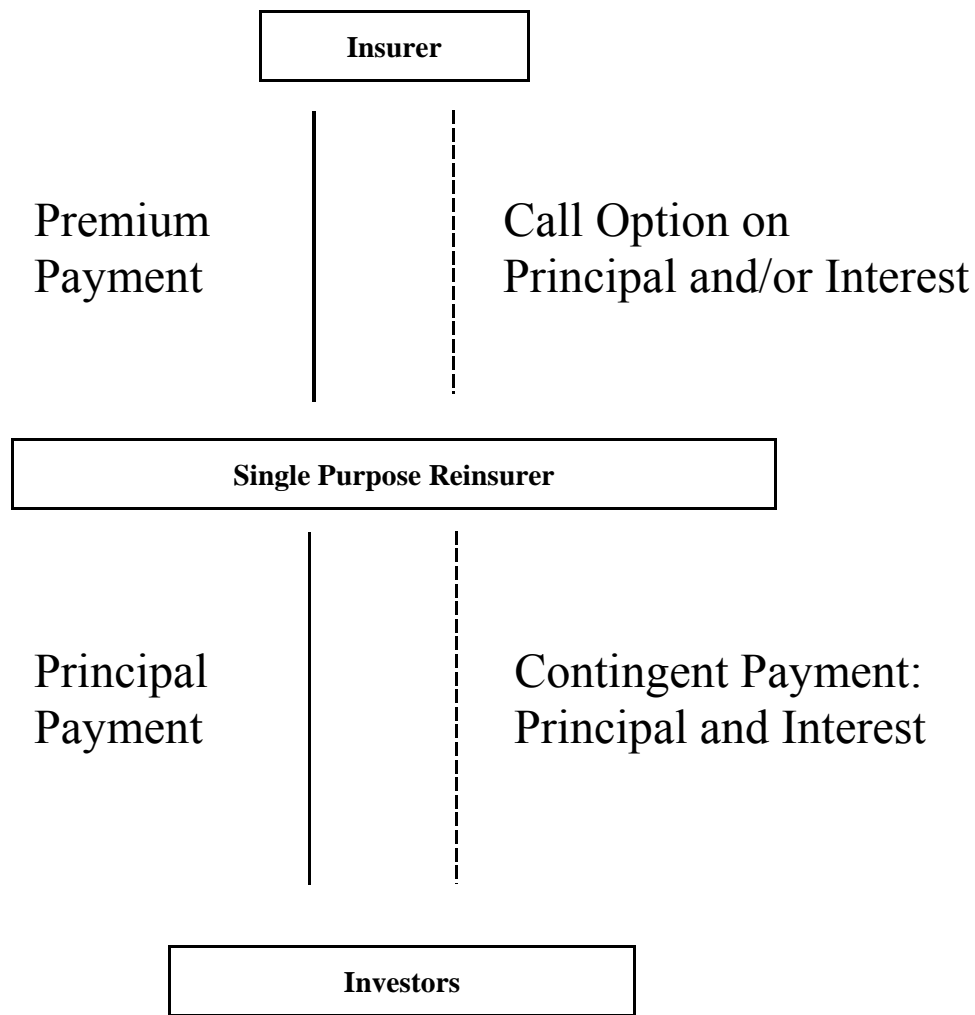 Insurer
Premium
Payment
Call Option on
Principal and/or Interest
Single Purpose Reinsurer
Principal
Payment
Contingent Payment:
Principal and Interest
Investors